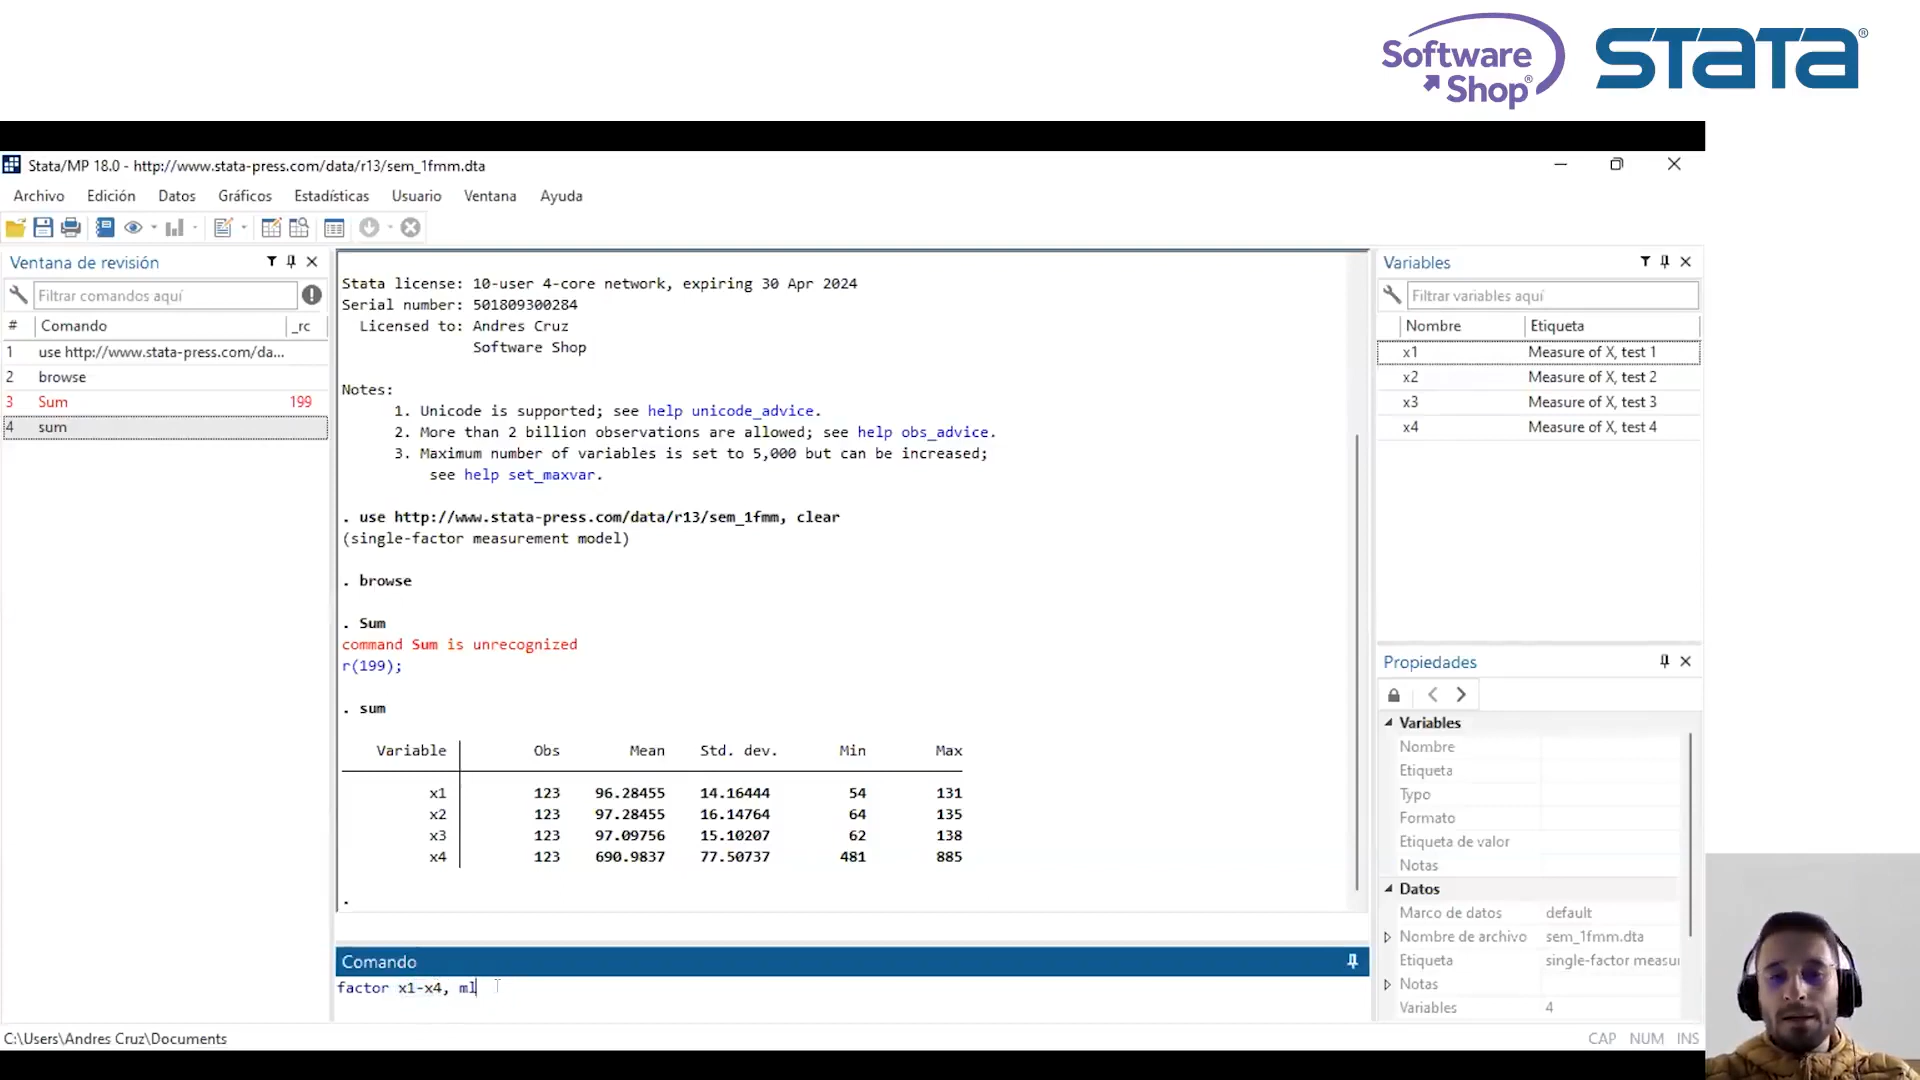 Software
Shop®
STATA®
Stata/MP 18.0 - http://www.stata-press.com/data/r13/sem_1fmm.dta
Archivo Edición Datos Gráficos Estadísticas Usuario Ventana Ayuda
Ventana de revisión
Filtrar comandos aquí
# Comando _rc
1 use http://www.stata-press.com/da...
2 browse
3 Sum 199
4 sum
Stata license: 10-user 4-core network, expiring 30 Apr 2024
Serial number: 501809300284
Licensed to: Andres Cruz
Software Shop
Notes:
1. Unicode is supported; see help unicode_advice.
2. More than 2 billion observations are allowed; see help obs_advice.
3. Maximum number of variables is set to 5,000 but can be increased;
see help set_maxvar.
. use http://www.stata-press.com/data/r13/sem_1fmm, clear
(single-factor measurement model)
. browse
. Sum
command Sum is unrecognized
r(199);
. sum
Variable Obs Mean Std. dev. Min Max
x1 123 96.28455 14.16444 54 131
x2 123 97.28455 16.14764 64 135
x3 123 97.09756 15.10207 62 138
x4 123 690.9837 77.50737 481 885
.
Comando
factor x1-x4, ml
Variables
Filtrar variables aquí
Nombre Etiqueta
x1 Measure of X, test 1
x2 Measure of X, test 2
x3 Measure of X, test 3
x4 Measure of X, test 4
Propiedades
Variables
Nombre
Etiqueta
Typo
Formato
Etiqueta de valor
Notas
Datos
Marco de datos default
Nombre de archivo sem_1fmm.dta
Etiqueta single-factor measu
Notas
Variables 4
C:\Users\Andres Cruz\Documents
CAP NUM INS